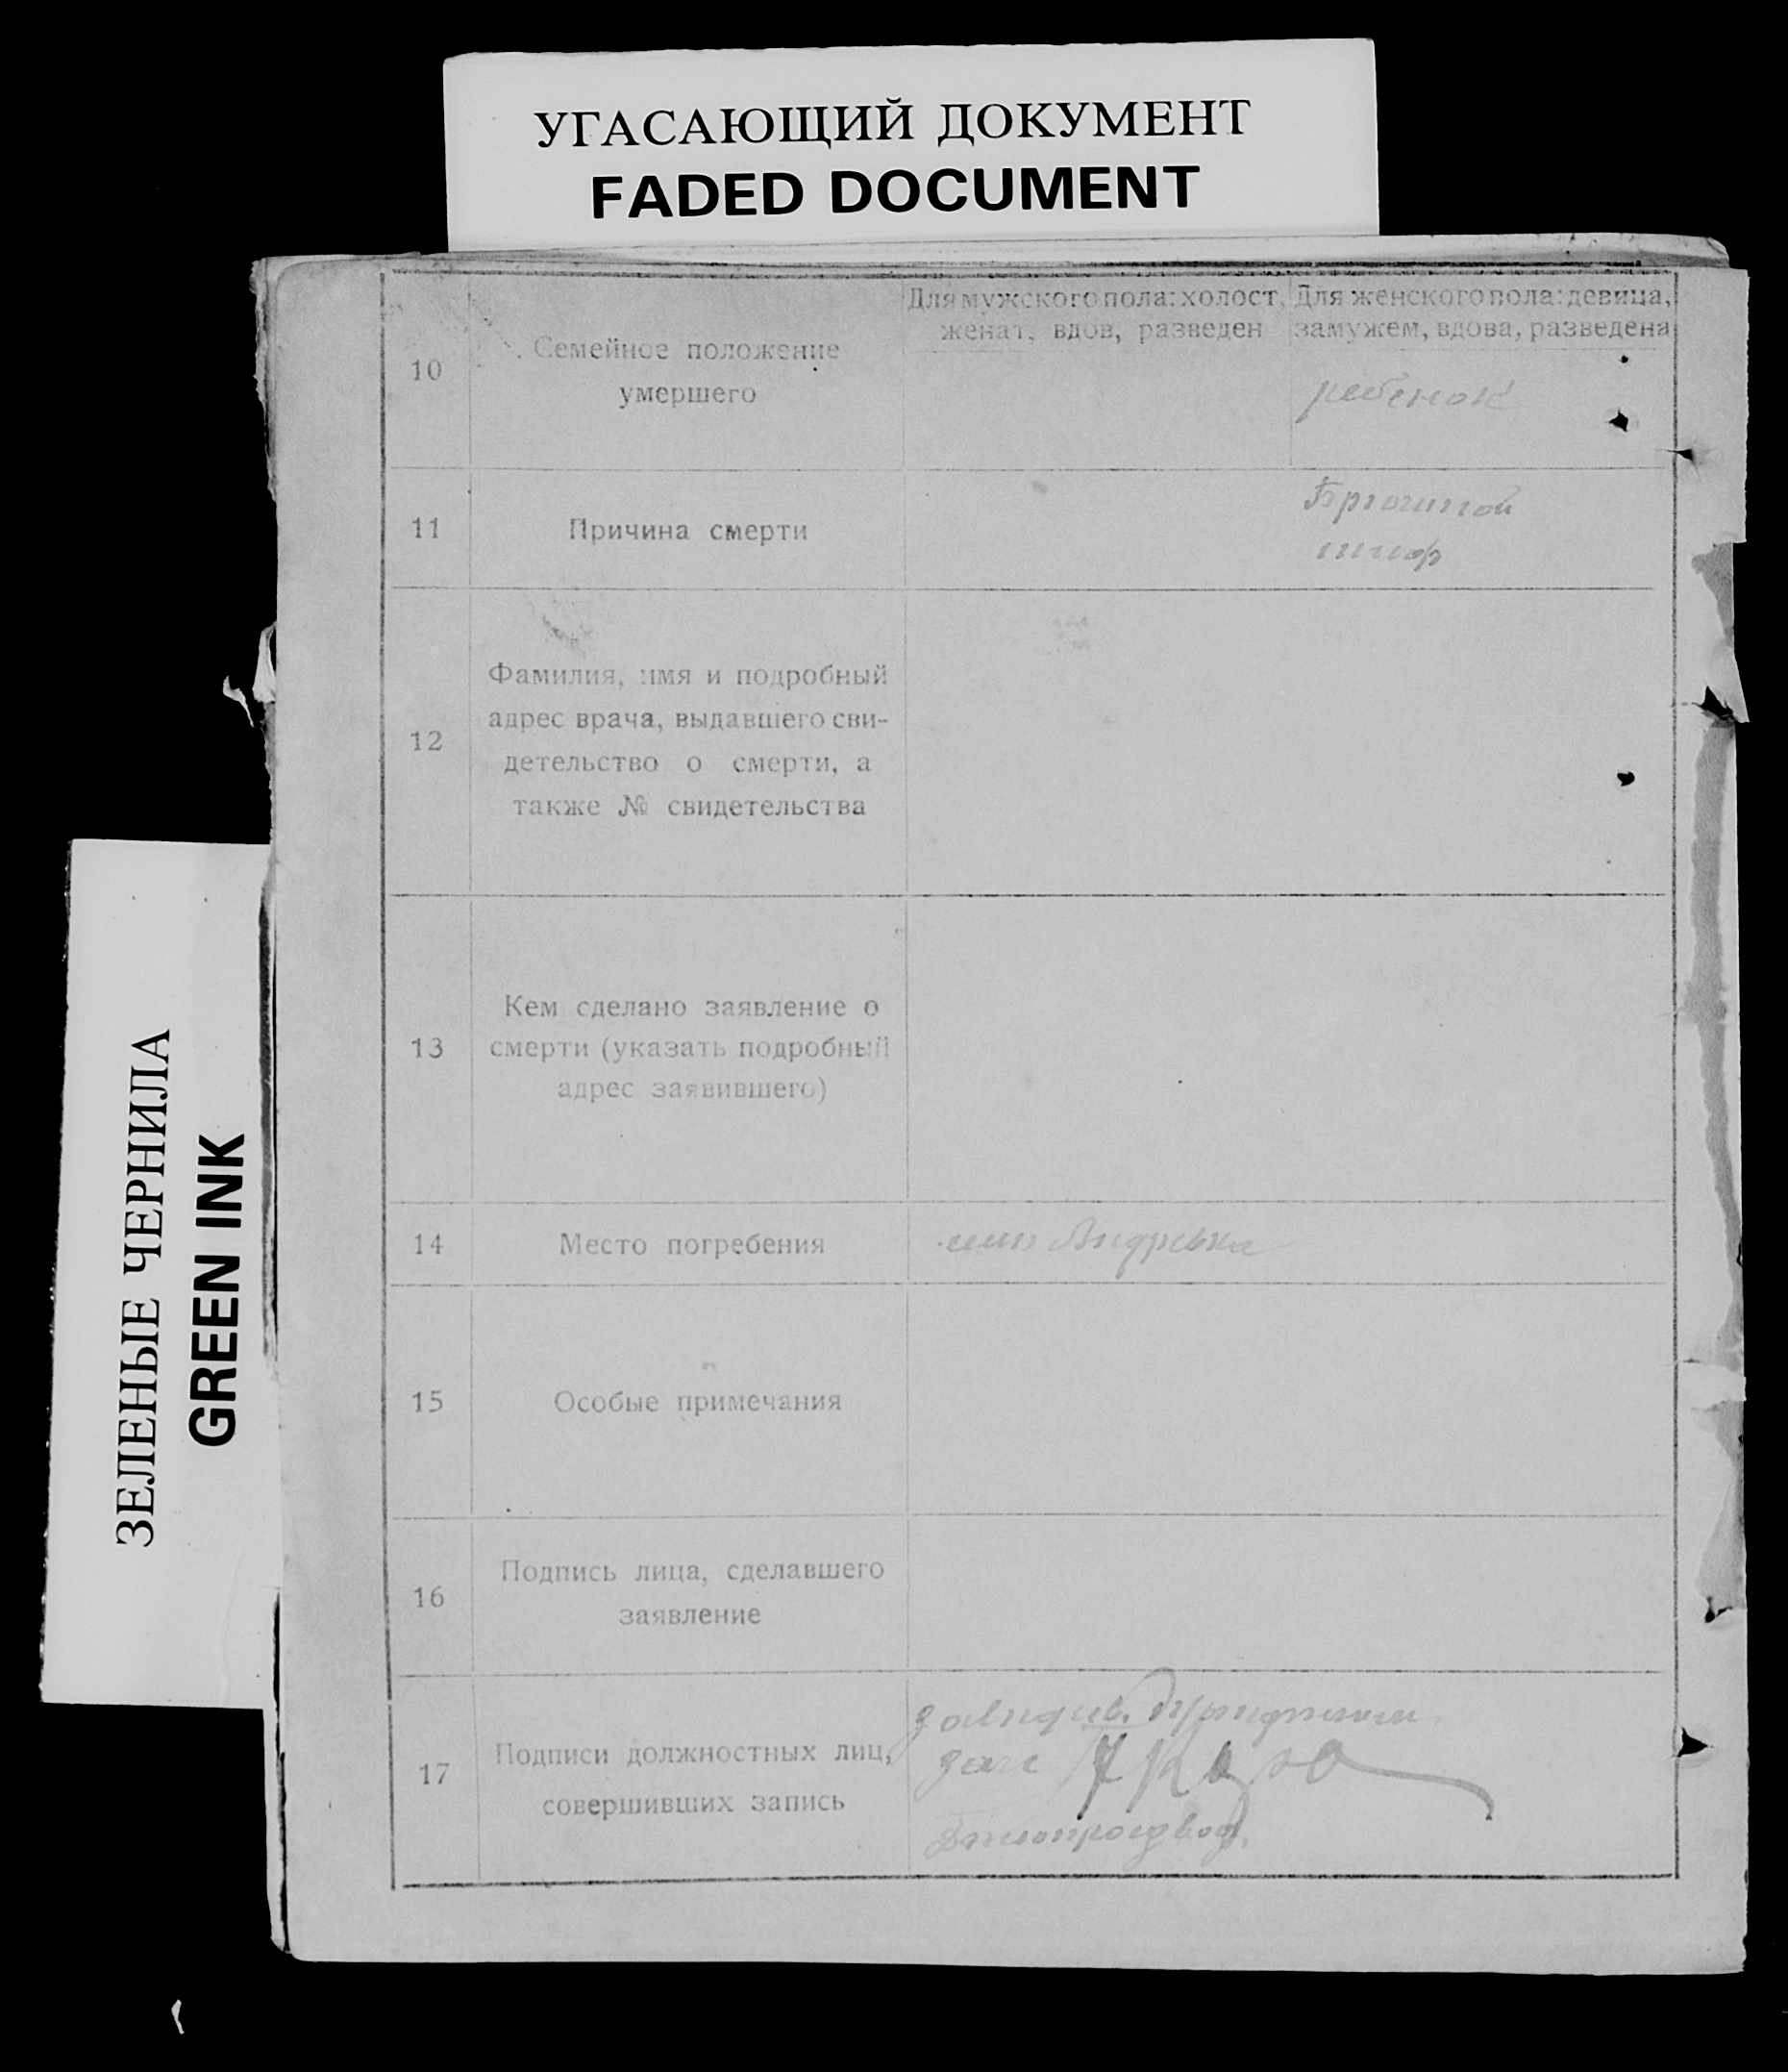 УГАСАЮЩИЙ ДОКУМЕНТ
FADED DOCUMENT
ЗЕЛЕНЫЕ ЧЕРНИЛА
GREEN INK
10
Семейное положение
умершего
Для мужского пола: холост,
женат, вдов, разведен
Для женского пола: девица,
замужем, вдова, разведена
ребенок
11
Причина смерти
Брюшной
тиф
12
Фамилия, имя и подробный
адрес врача, выдавшего сви-
детельство о смерти, а
также № свидетельства
13
Кем сделано заявление о
смерти (указать подробный
адрес заявившего)
14
Место погребения
15
Особые примечания
16
Подпись лица, сделавшего
заявление
17
Подписи должностных лиц,
совершивших запись